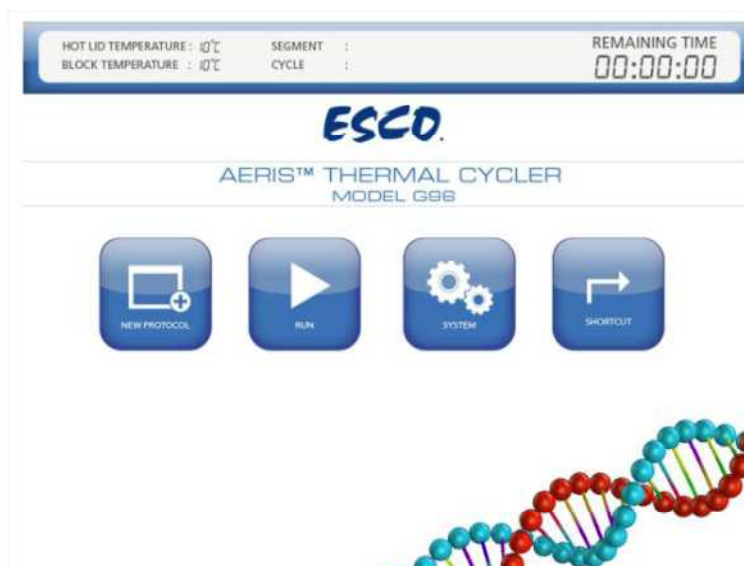 HOT LID TEMPERATURE : 10°C
BLOCK TEMPERATURE : 10°C
SEGMENT :
CYCLE :
REMAINING TIME
00:00:00
ESCO.
AERIS™ THERMAL CYCLER
MODEL G96
NEW PROTOCOL
RUN
SYSTEM
SHORTCUT